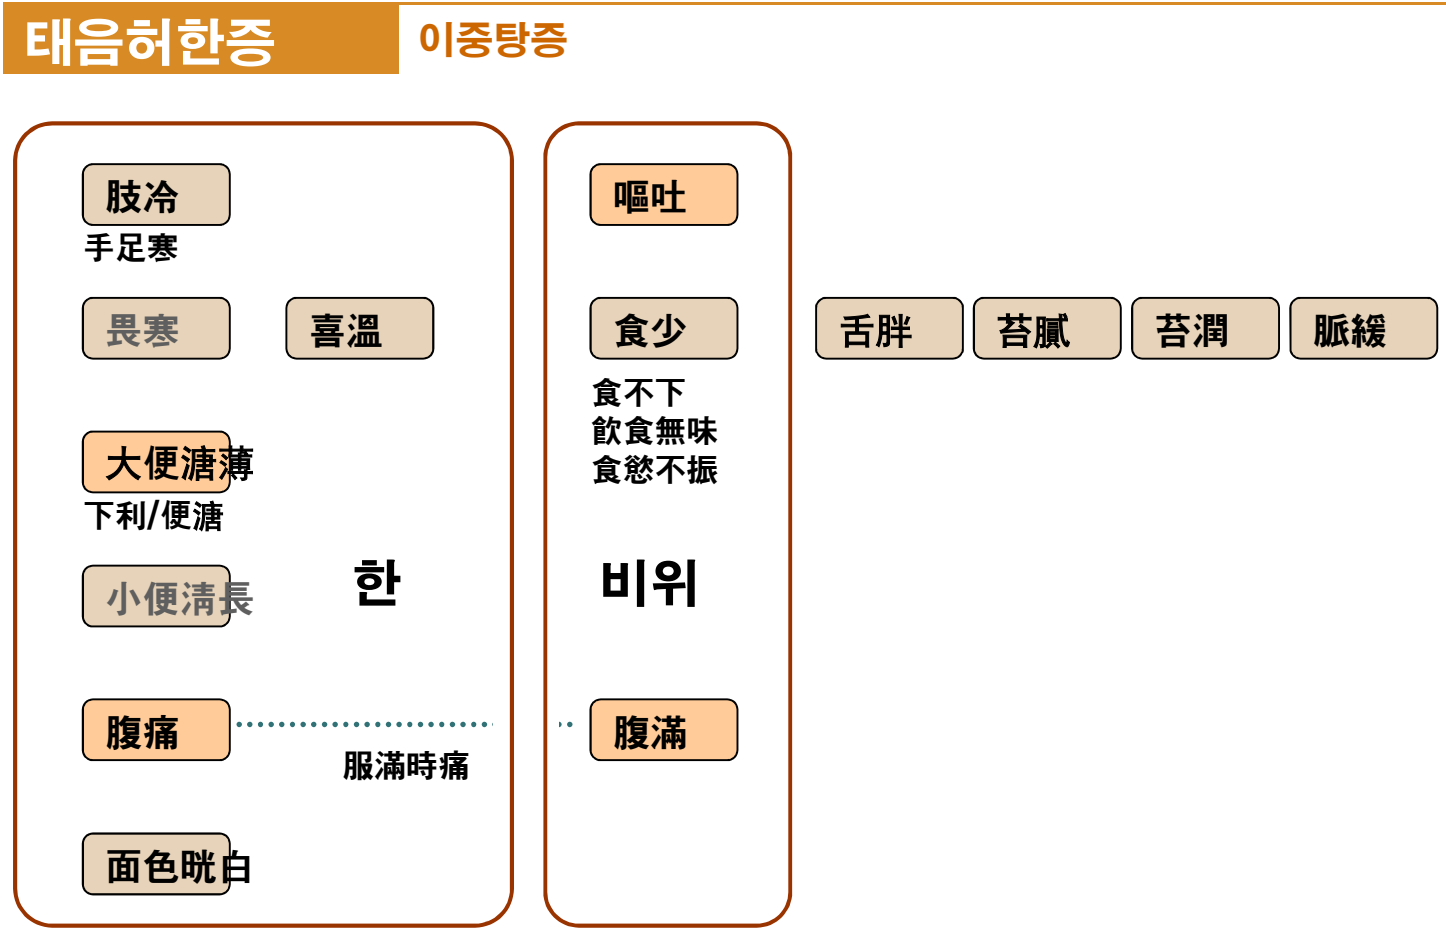 태음허한증
이중탕증
肢冷
手足寒
畏寒
喜溫
大便溏薄
下利/便溏
小便淸長
한
腹痛
服滿時痛
面色晄白
嘔吐
食少
食不下
飮食無味
食慾不振
비위
腹滿
舌胖
苔膩
苔潤
脈緩